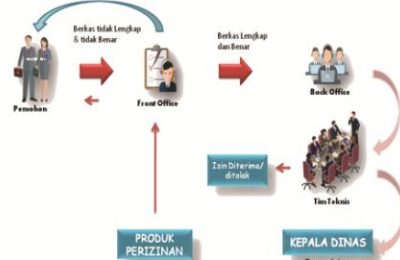 Berkas tidak Lengkap
& tidak Benar
Berkas Lengkap
dan Benar
Pemohon
Front Office
Back Office
Izin Diterima/
ditolak
Tim Teknis
PRODUK
PERIZINAN
KEPALA DINAS